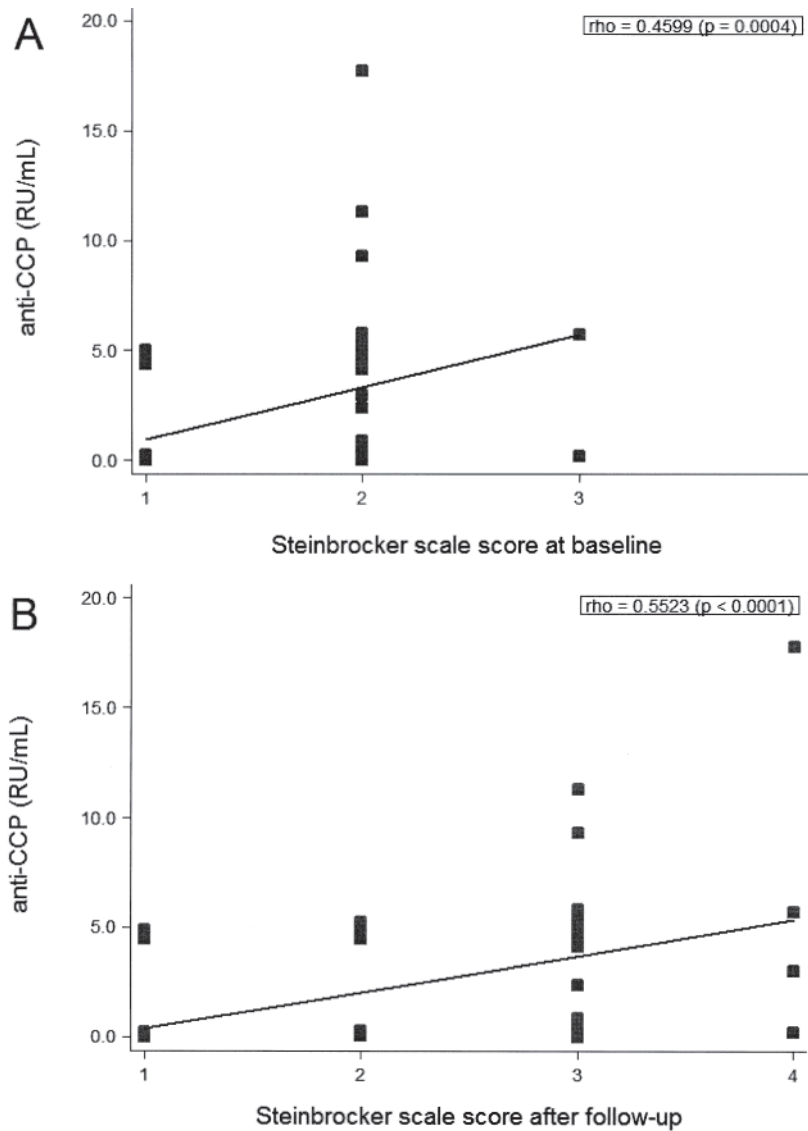 A
rho = 0.4599 (p = 0.0004)
20.0
15.0
10.0
5.0
0.0
anti-CCP (RU/mL)
1 2 3
Steinbrocker scale score at baseline
B
rho = 0.5523 (p < 0.0001)
20.0
15.0
10.0
5.0
0.0
anti-CCP (RU/mL)
1 2 3 4
Steinbrocker scale score after follow-up